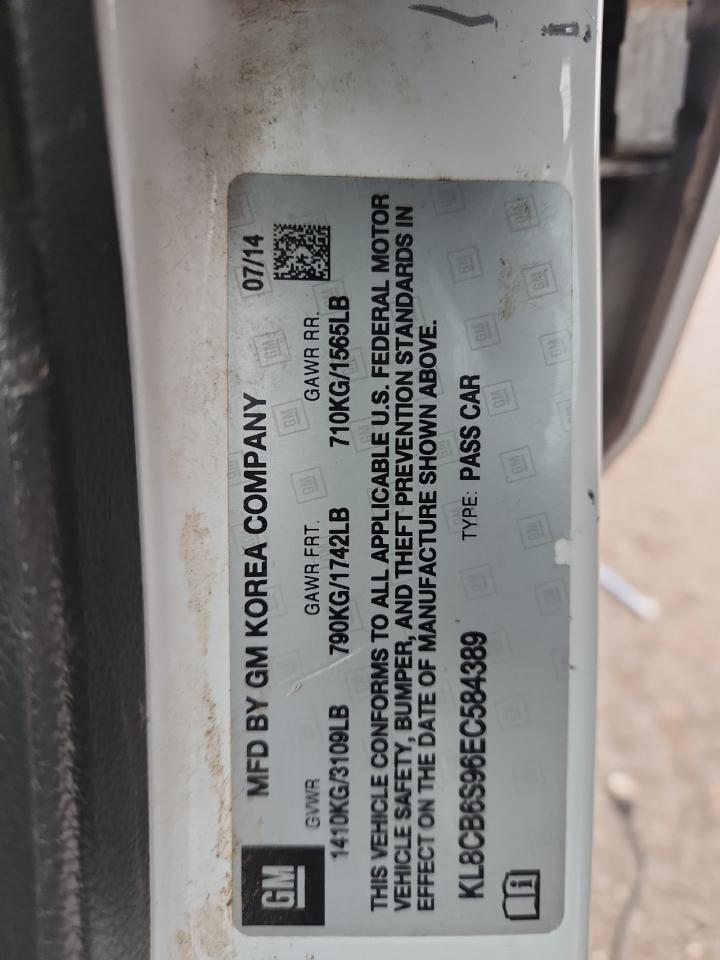 GM
MFD BY GM KOREA COMPANY 07/14
GVWR GAWR FRT. GAWR RR.
1410KG/3109LB 790KG/1742LB 710KG/1565LB
THIS VEHICLE CONFORMS TO ALL APPLICABLE U.S. FEDERAL MOTOR
VEHICLE SAFETY, BUMPER, AND THEFT PREVENTION STANDARDS IN
EFFECT ON THE DATE OF MANUFACTURE SHOWN ABOVE.
KL8CB6S96EC584389 TYPE: PASS CAR